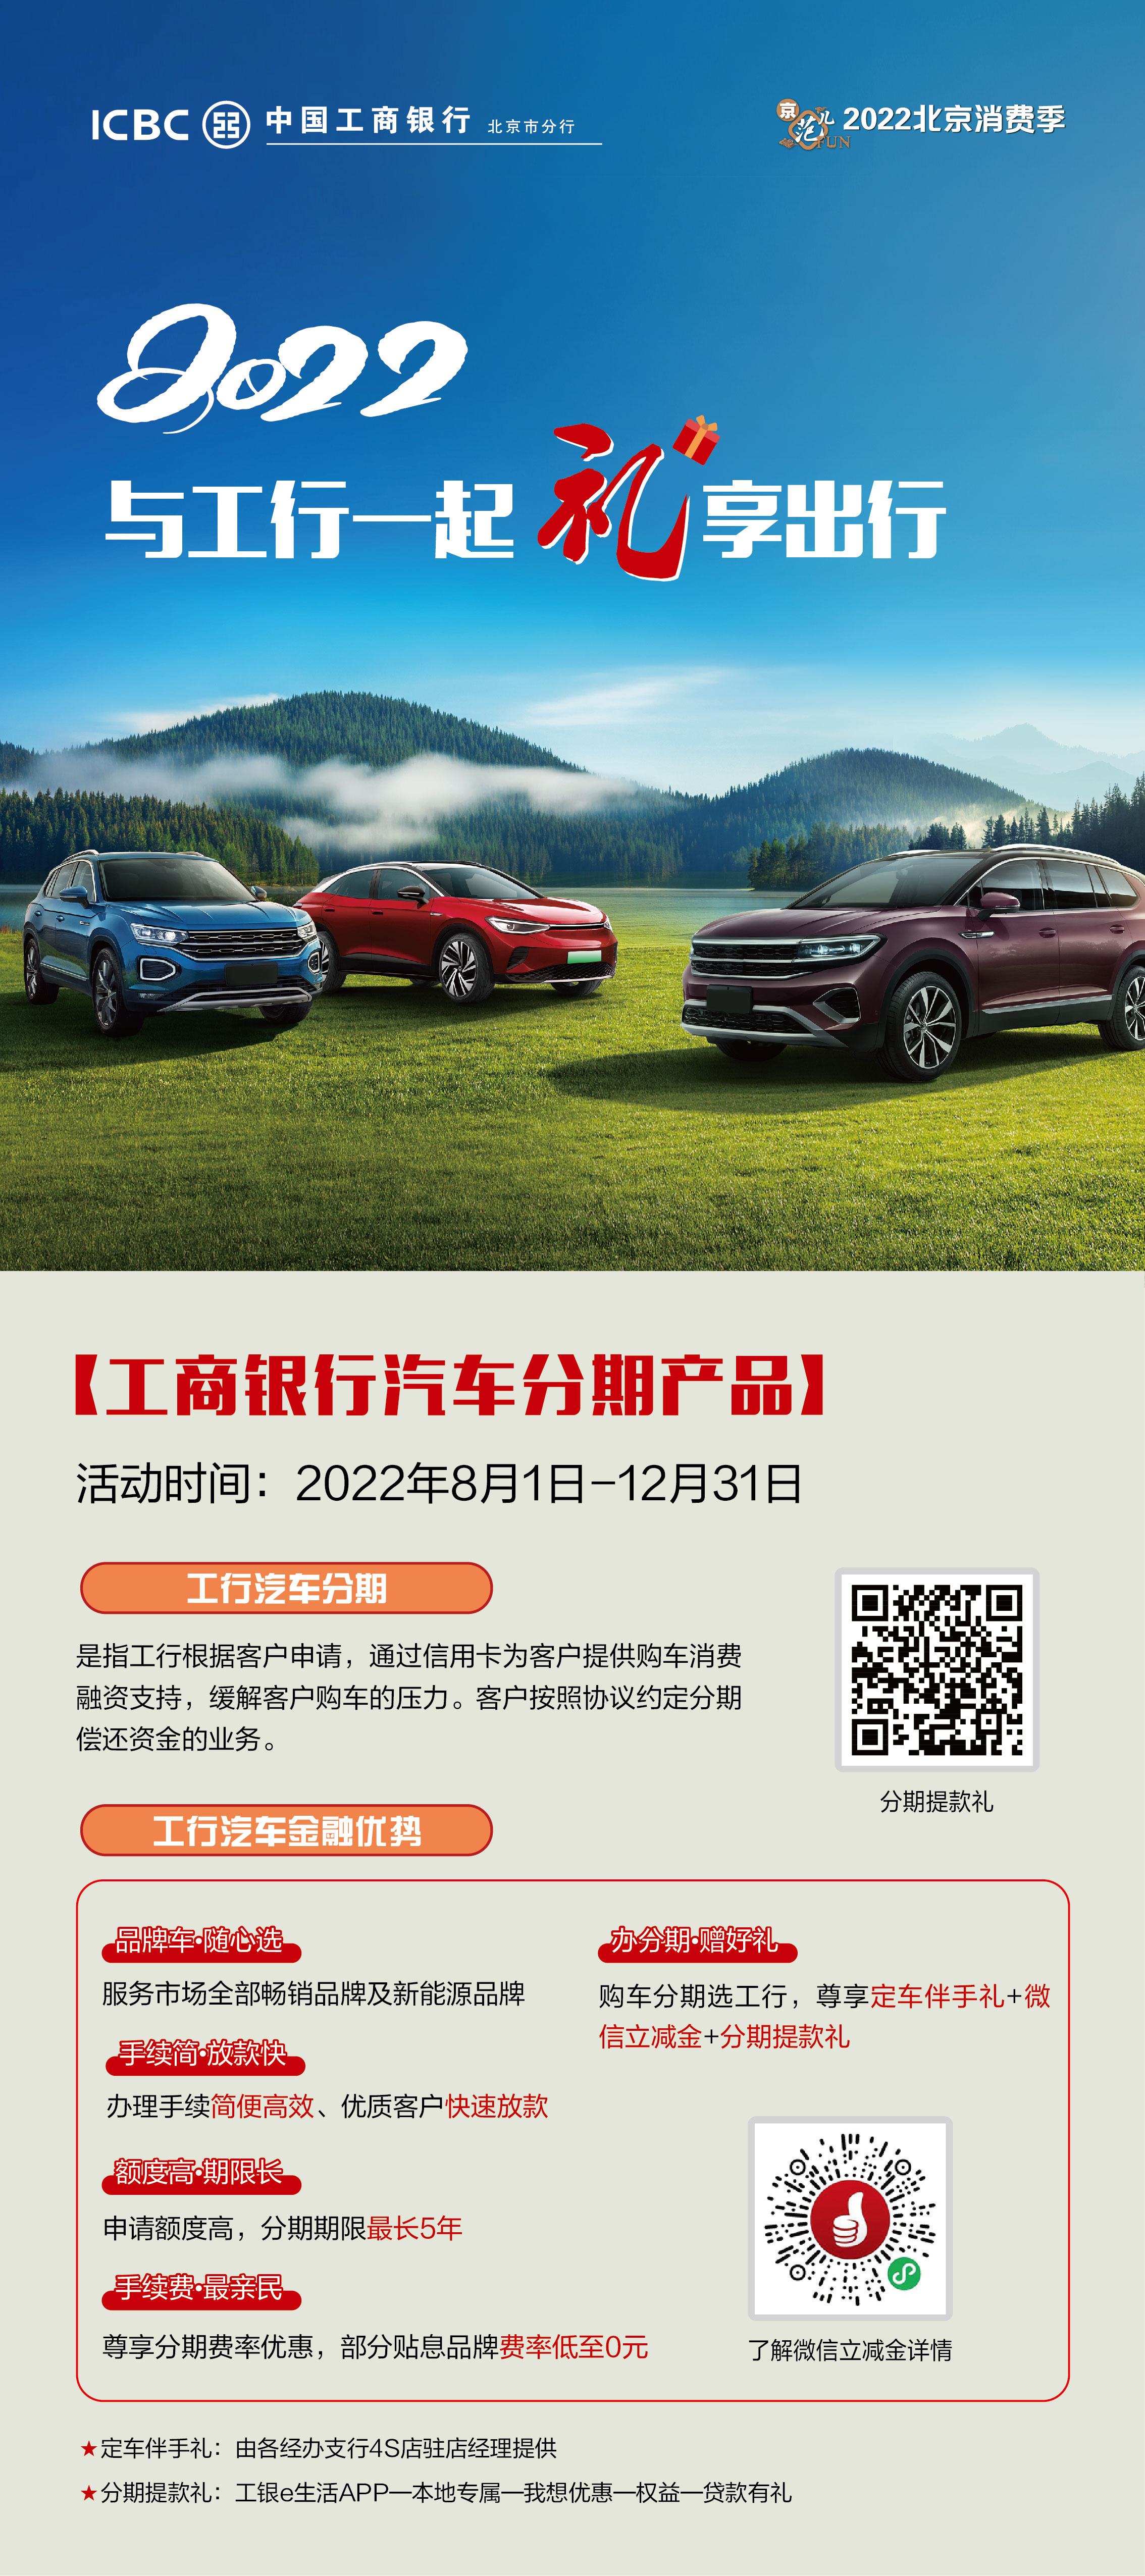 ICBC 中国工商银行 北京市分行
京范儿 FUN 2022北京消费季
2022
与工行一起 礼 享出行
【工商银行汽车分期产品】
活动时间：2022年8月1日-12月31日
工行汽车分期
是指工行根据客户申请，通过信用卡为客户提供购车消费
融资支持，缓解客户购车的压力。客户按照协议约定分期
偿还资金的业务。
分期提款礼
工行汽车金融优势
品牌车·随心选
服务市场全部畅销品牌及新能源品牌
手续简·放款快
办理手续简便高效、优质客户快速放款
额度高·期限长
申请额度高，分期期限最长5年
手续费·最亲民
尊享分期费率优惠，部分贴息品牌费率低至0元
办分期·赠好礼
购车分期选工行，尊享定车伴手礼+微
信立减金+分期提款礼
了解微信立减金详情
★定车伴手礼：由各经办支行4S店驻店经理提供
★分期提款礼：工银e生活APP—本地专属—我想优惠—权益—贷款有礼